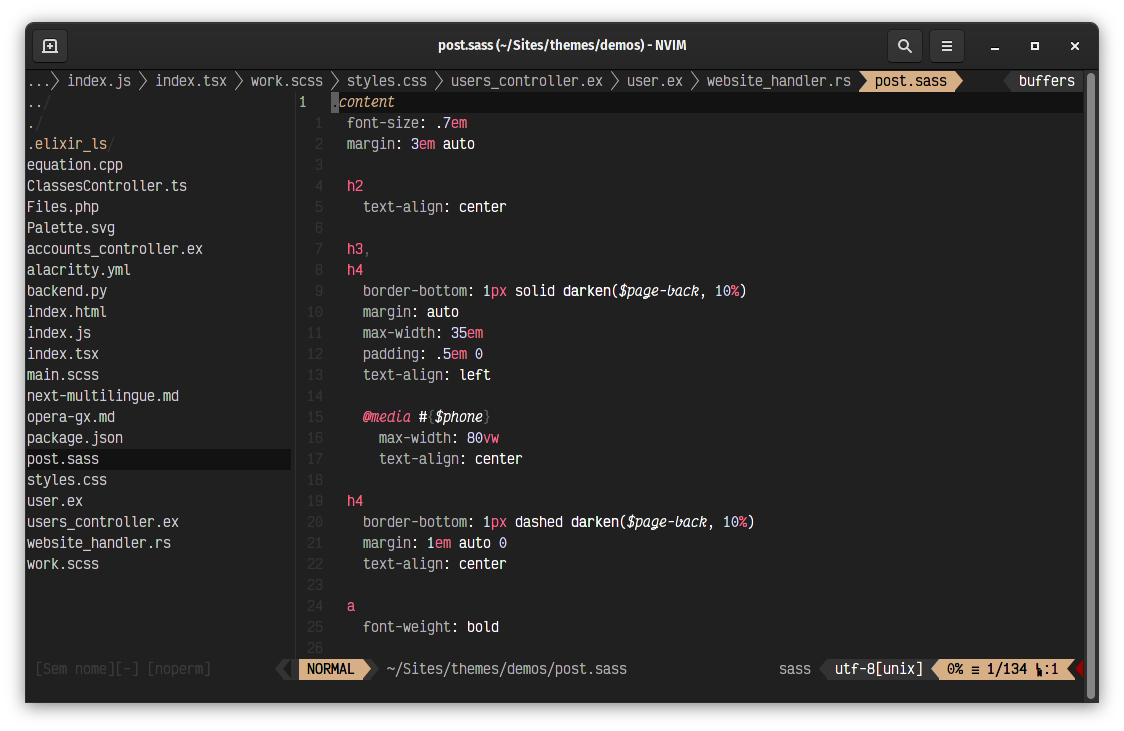 post.sass (~/Sites/themes/demos) - NVIM
... index.js index.tsx work.scss styles.css users_controller.ex user.ex website_handler.rs post.sass buffers
../
./
.elixir_ls/
equation.cpp
ClassesController.ts
Files.php
Palette.svg
accounts_controller.ex
alacritty.yml
backend.py
index.html
index.js
index.tsx
main.scss
next-multilingue.md
opera-gx.md
package.json
post.sass
styles.css
user.ex
users_controller.ex
website_handler.rs
work.scss
1 .content
1 font-size: .7em
2 margin: 3em auto
3
4 h2
5 text-align: center
6
7 h3,
8 h4
9 border-bottom: 1px solid darken($page-back, 10%)
10 margin: auto
11 max-width: 35em
12 padding: .5em 0
13 text-align: left
14
15 @media #{$phone}
16 max-width: 80vw
17 text-align: center
18
19 h4
20 border-bottom: 1px dashed darken($page-back, 10%)
21 margin: 1em auto 0
22 text-align: center
23
24 a
25 font-weight: bold
26
[Sem nome][-] [noperm] NORMAL ~/Sites/themes/demos/post.sass sass utf-8[unix] 0% ≡ 1/134 :1